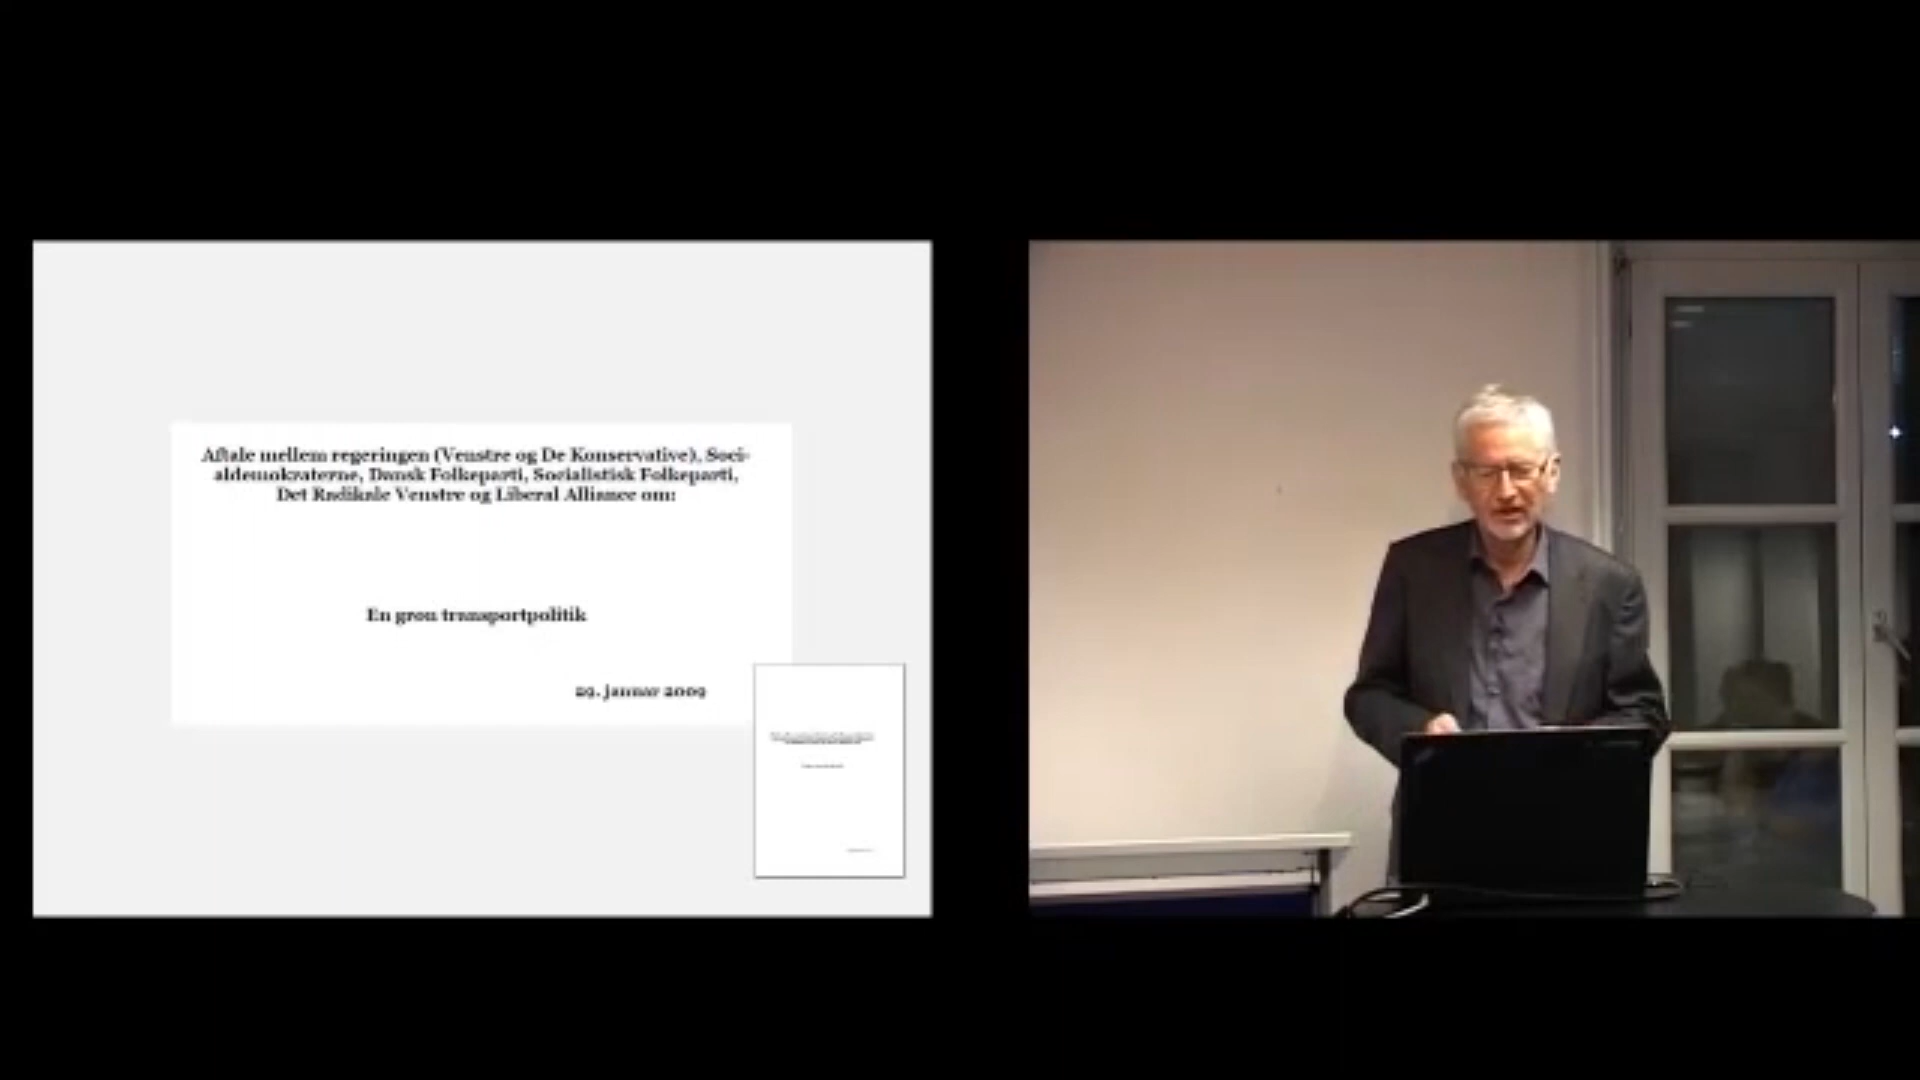 Aftale mellem regeringen (Venstre og De Konservative), Soci-
aldemokraterne, Dansk Folkeparti, Socialistisk Folkeparti,
Det Radikale Venstre og Liberal Alliance om:
En grøn transportpolitik
29. januar 2009